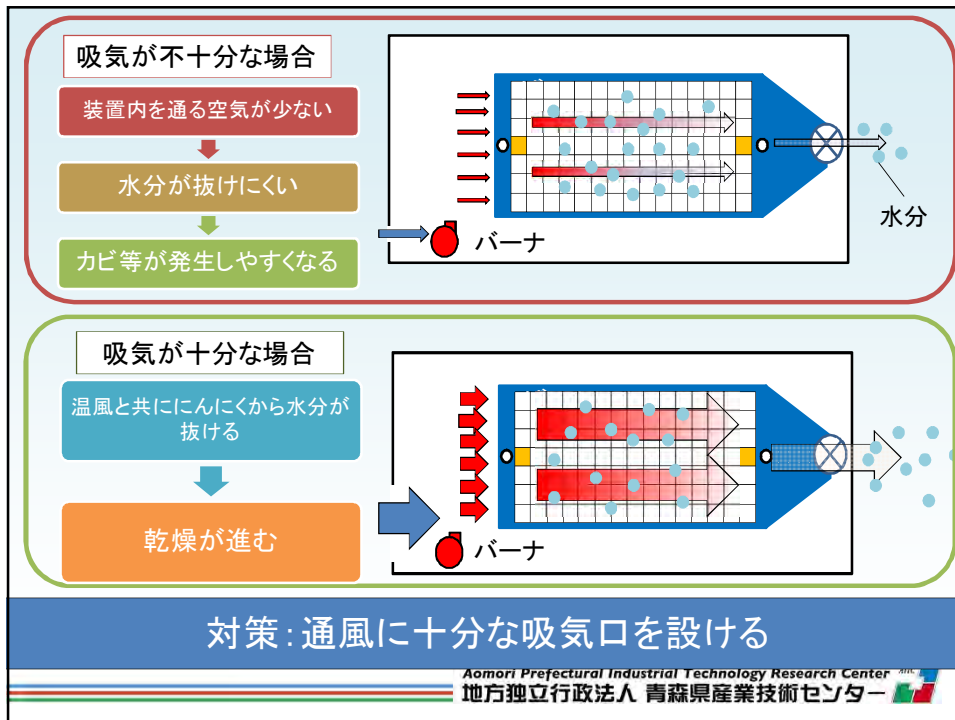 吸気が不十分な場合
装置内を通る空気が少ない
水分が抜けにくい
カビ等が発生しやすくなる
バーナ
水分
吸気が十分な場合
温風と共ににんにくから水分が
抜ける
乾燥が進む
バーナ
対策：通風に十分な吸気口を設ける
Aomori Prefectural Industrial Technology Research Center
地方独立行政法人 青森県産業技術センター